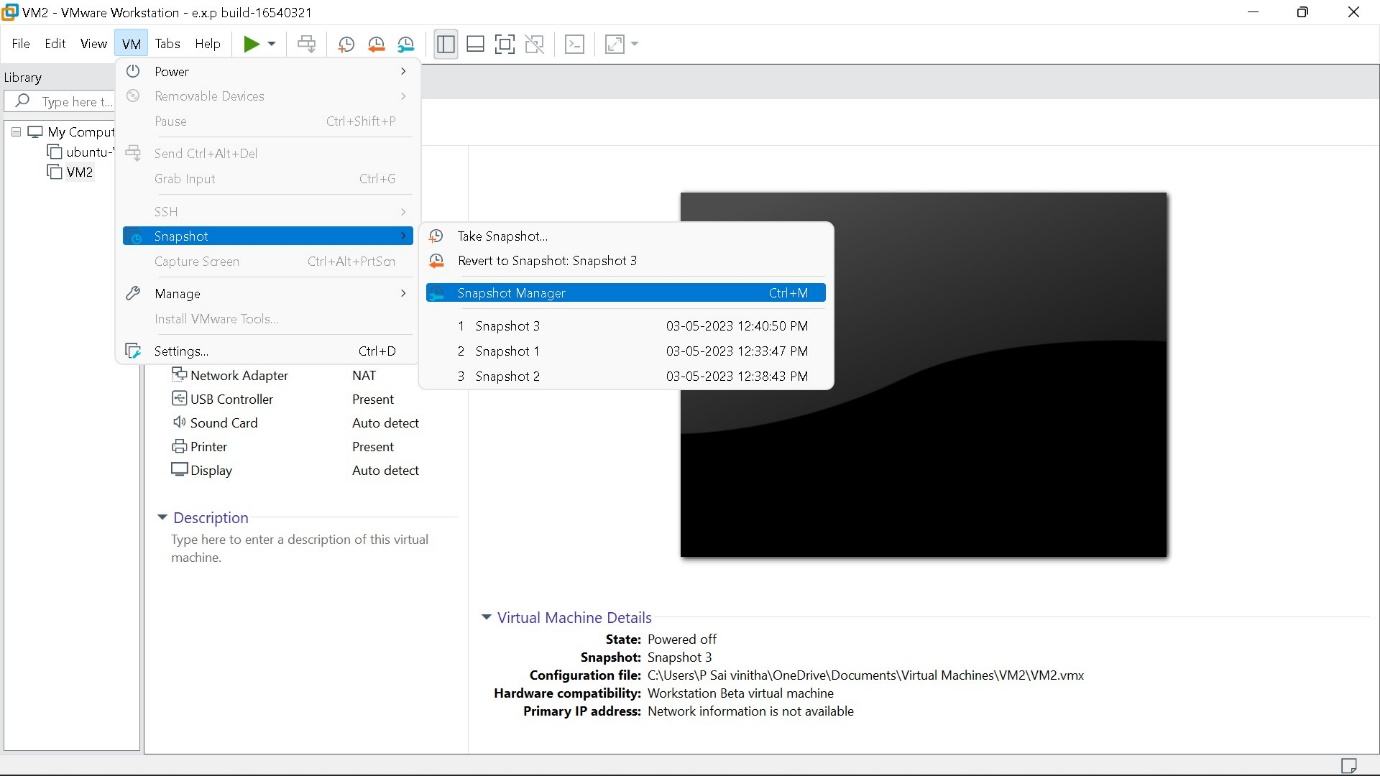 VM2 - VMware Workstation - e.x.p build-16540321
File Edit View VM Tabs Help
Library
Type here t...
My Comput
ubuntu-
VM2
Power
Removable Devices
Pause Ctrl+Shift+P
Send Ctrl+Alt+Del
Grab Input Ctrl+G
SSH
Snapshot
Capture Screen Ctrl+Alt+PrtScn
Manage
Install VMware Tools...
Settings... Ctrl+D
Take Snapshot...
Revert to Snapshot: Snapshot 3
Snapshot Manager Ctrl+M
1 Snapshot 3 03-05-2023 12:40:50 PM
2 Snapshot 1 03-05-2023 12:33:47 PM
3 Snapshot 2 03-05-2023 12:38:43 PM
Network Adapter NAT
USB Controller Present
Sound Card Auto detect
Printer Present
Display Auto detect
Description
Type here to enter a description of this virtual
machine.
Virtual Machine Details
State: Powered off
Snapshot: Snapshot 3
Configuration file: C:\Users\P Sai vinitha\OneDrive\Documents\Virtual Machines\VM2\VM2.vmx
Hardware compatibility: Workstation Beta virtual machine
Primary IP address: Network information is not available